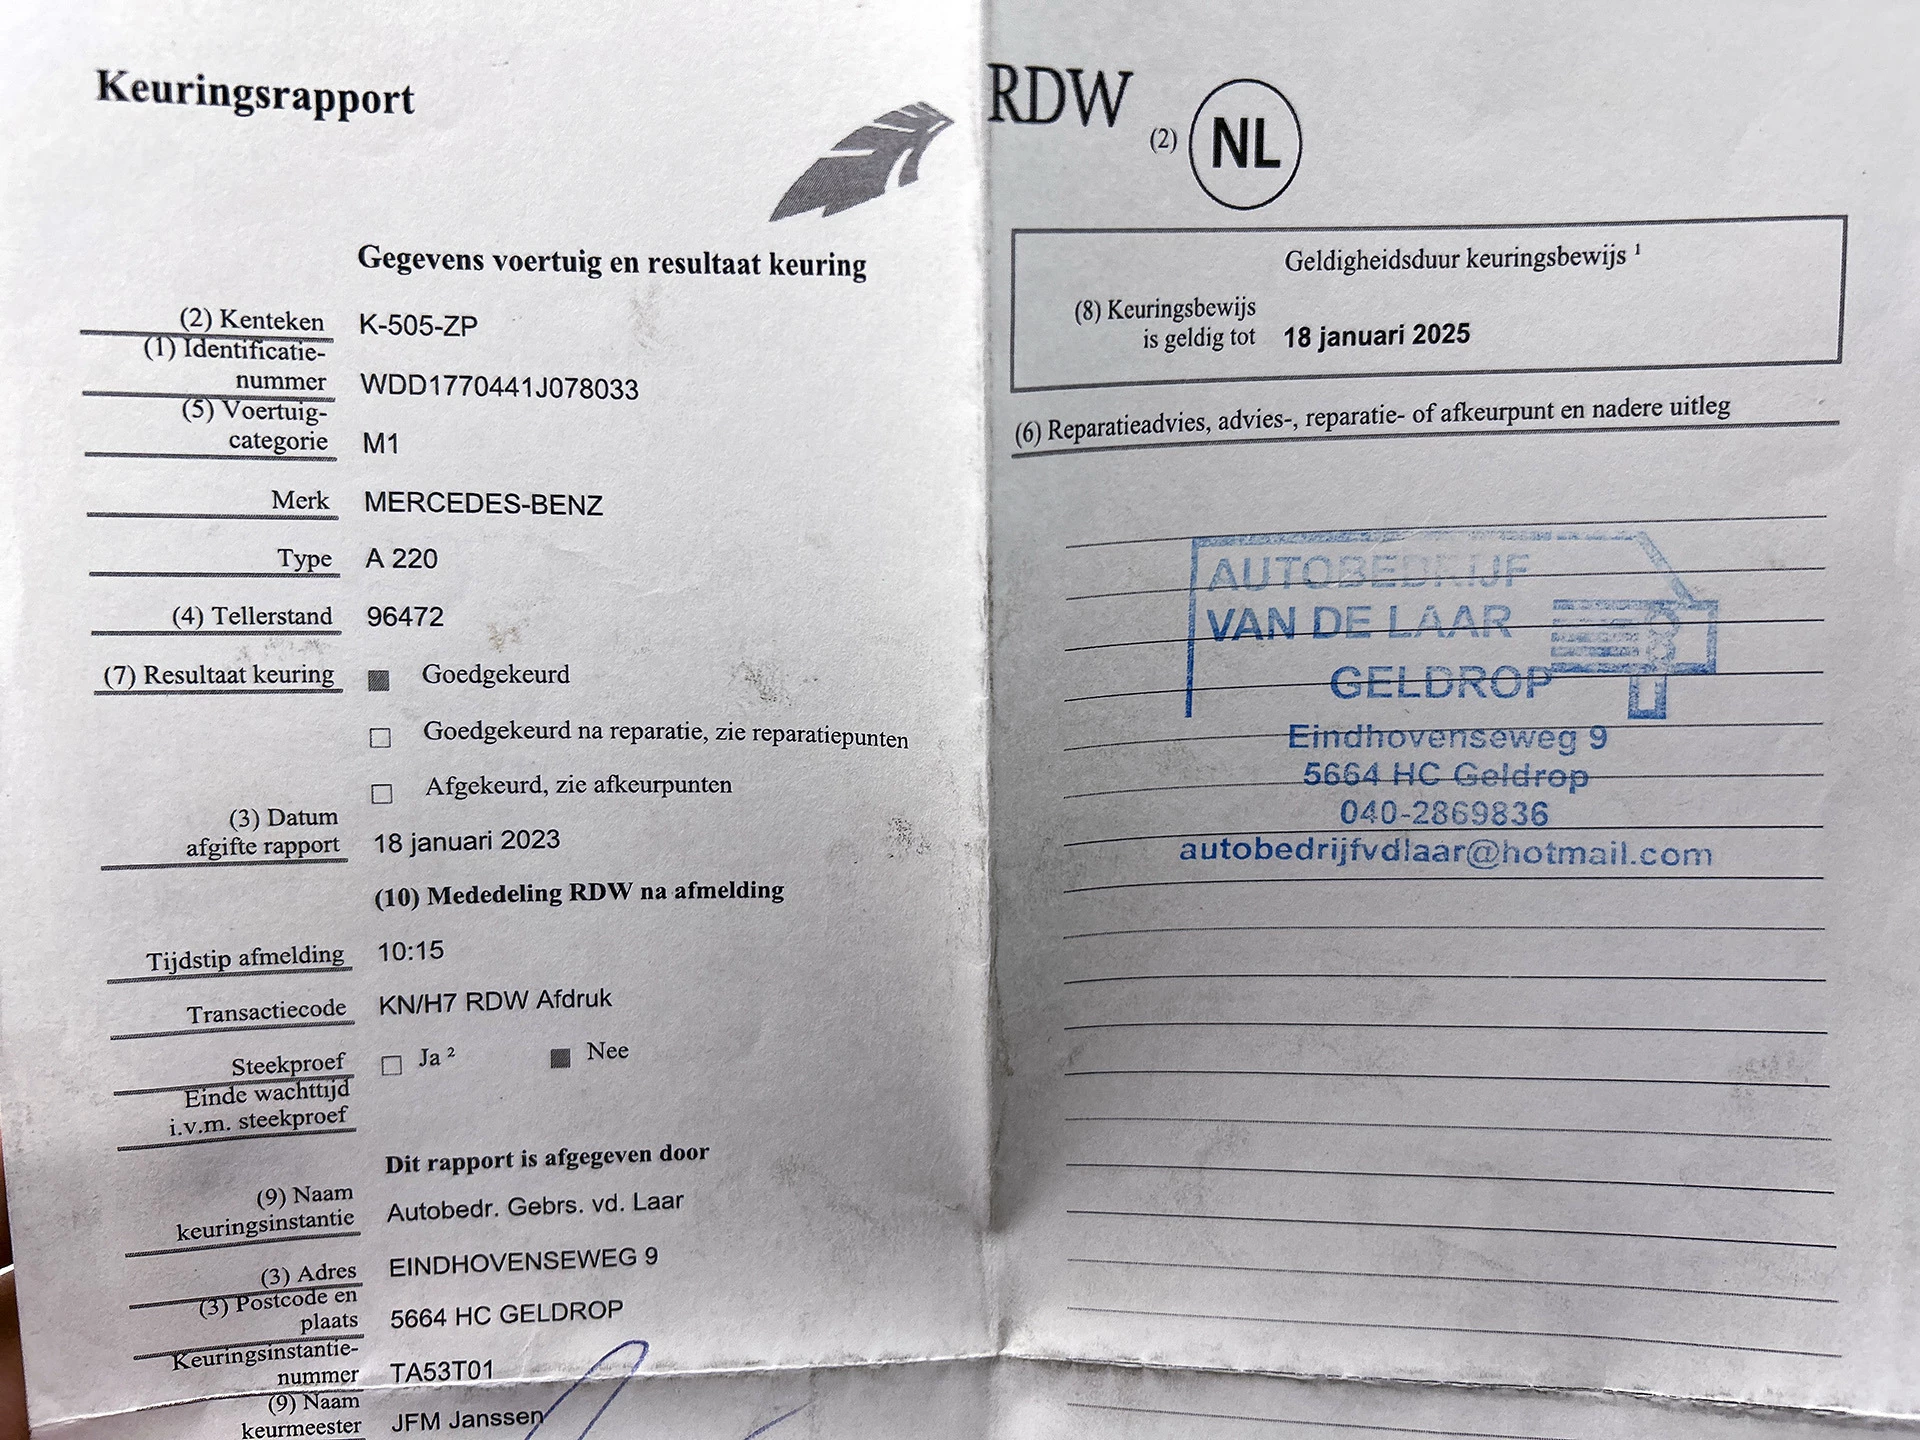 Keuringsrapport
RDW
(2) NL
Gegevens voertuig en resultaat keuring
(2) Kenteken K-505-ZP
(1) Identificatie-
nummer WDD1770441J078033
(5) Voertuig-
categorie M1
Merk MERCEDES-BENZ
Type A 220
(4) Tellerstand 96472
(7) Resultaat keuring Goedgekeurd
Goedgekeurd na reparatie, zie reparatiepunten
Afgekeurd, zie afkeurpunten
(3) Datum
afgifte rapport 18 januari 2023
(10) Mededeling RDW na afmelding
Tijdstip afmelding 10:15
Transactiecode KN/H7 RDW Afdruk
Steekproef Ja ² Nee
Einde wachttijd
i.v.m. steekproef
Dit rapport is afgegeven door
(9) Naam
keuringsinstantie Autobedr. Gebrs. vd. Laar
(3) Adres EINDHOVENSEWEG 9
(3) Postcode en
plaats 5664 HC GELDROP
Keuringsinstantie-
nummer TA53T01
(9) Naam
keurmeester JFM Janssen
Geldigheidsduur keuringsbewijs ¹
(8) Keuringsbewijs
is geldig tot 18 januari 2025
(6) Reparatieadvies, advies-, reparatie- of afkeurpunt en nadere uitleg
AUTOBEDRIJF
VAN DE LAAR
GELDROP
Eindhovenseweg 9
5664 HC Geldrop
040-2869836
autobedrijfvdlaar@hotmail.com